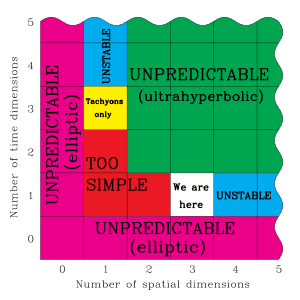 5
4
3
2
1
0
Number of time dimensions
UNPREDICTABLE
(elliptic)
UNSTABLE
UNPREDICTABLE
(ultrahyperbolic)
Tachyons
only
TOO
SIMPLE
We are
here
UNSTABLE
UNPREDICTABLE
(elliptic)
0 1 2 3 4 5
Number of spatial dimensions